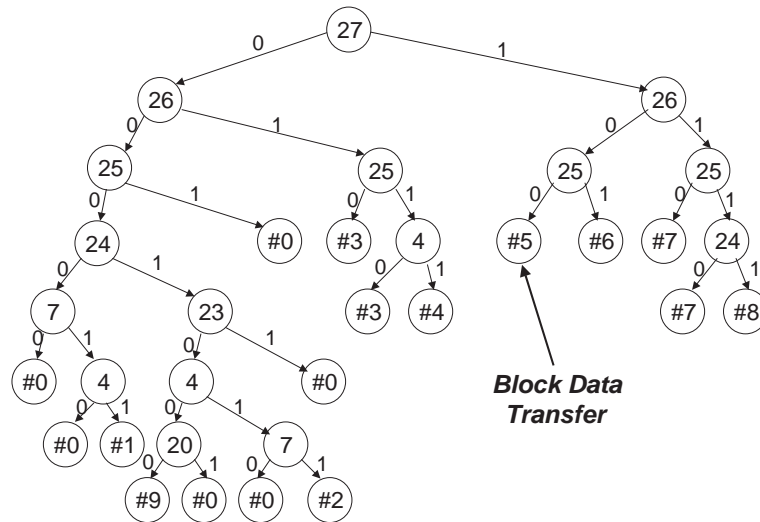 27
0 1
26 26
0 1 0 1
25 25 25 25
0 1 0 1 0 1 0 1
24 #0 #3 4 #5 #6 #7 24
0 1 0 1 0 1
7 23 #3 #4 #7 #8
0 1 0 1
#0 4 4 #0
Block Data
Transfer
0 1 0 1
#0 #1 20 7
0 1 0 1
#9 #0 #0 #2